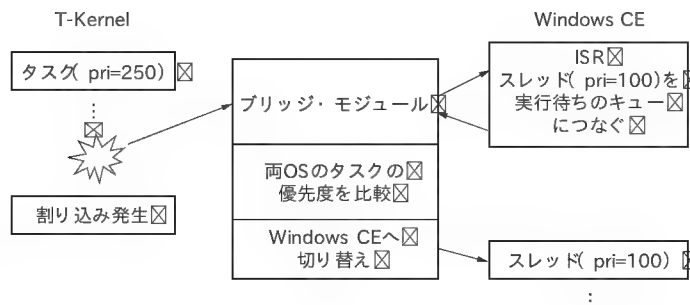 T-Kernel
Windows CE
タスク( pri=250)
割り込み発生
ブリッジ・モジュール
両OSのタスクの
優先度を比較
Windows CEへ
切り替え
ISR
スレッド( pri=100)を
実行待ちのキュー
につなぐ
スレッド( pri=100)